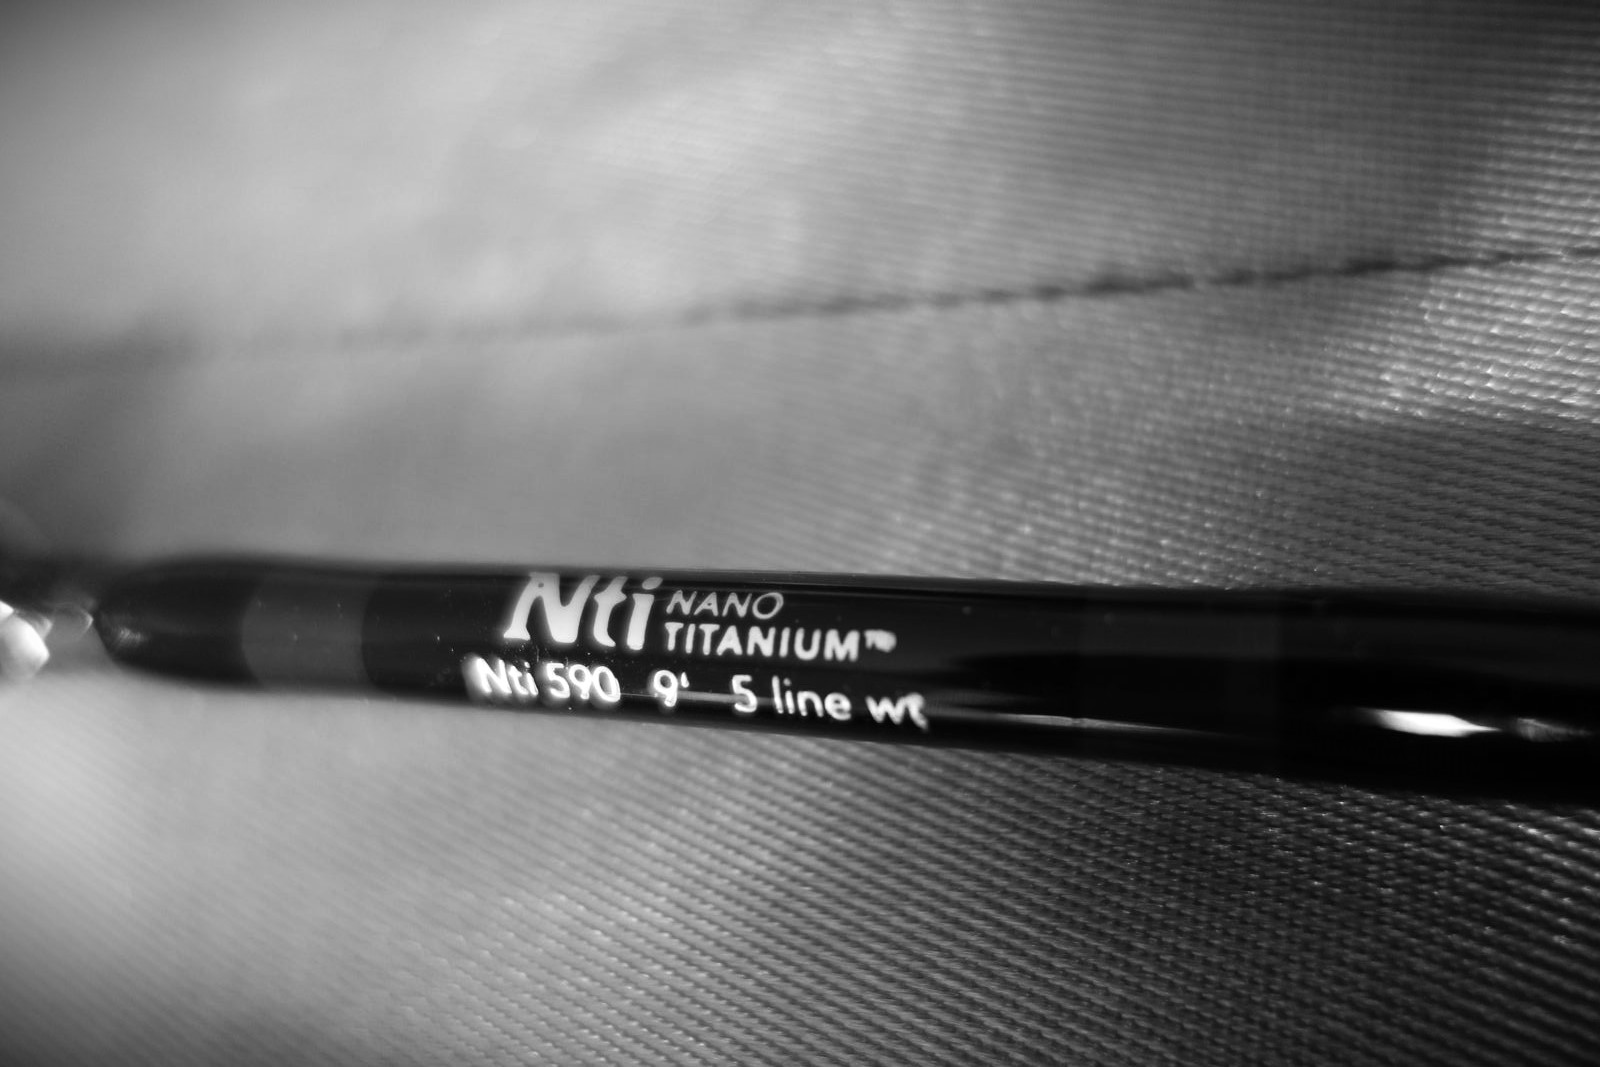 Nti NANO
TITANIUM™
Nti 590 9' 5 line wt